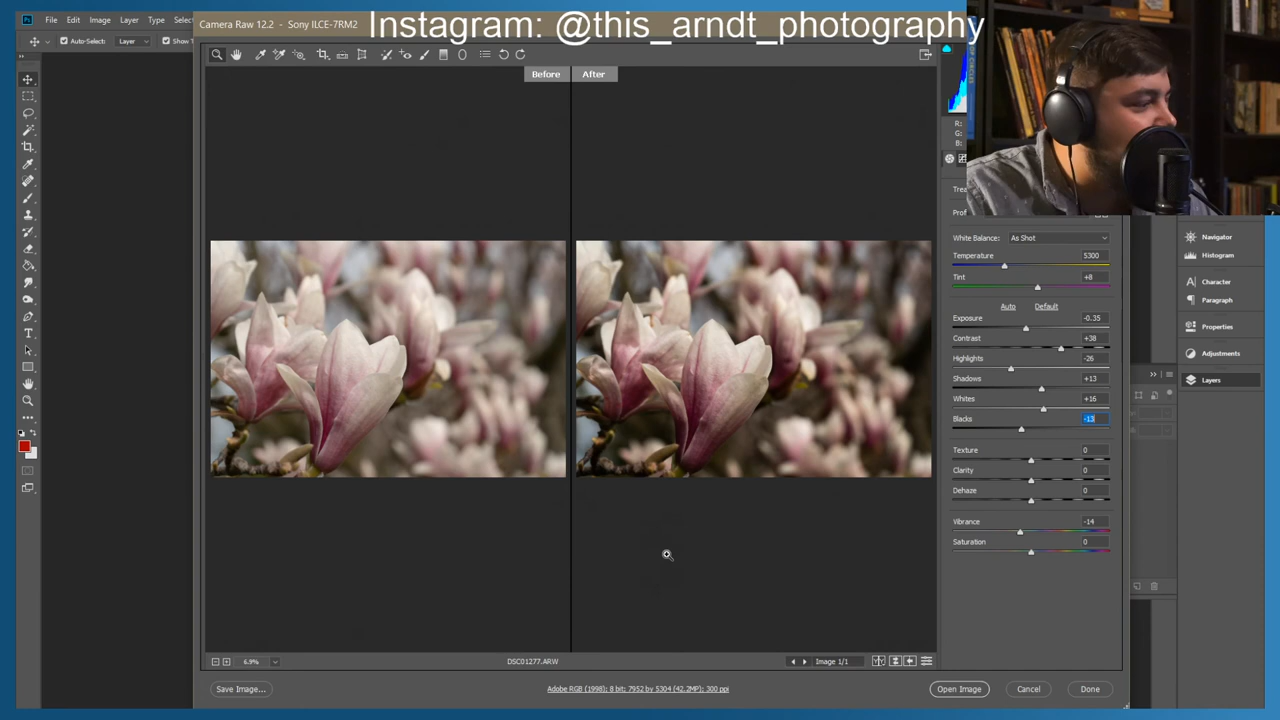 Instagram: @this_arndt_photography
Ps File Edit Image Layer Type
Camera Raw 12.2 - Sony ILCE-7RM2
Auto-Select: Layer
Before After
R:
G:
B:
White Balance: As Shot
Temperature 5300
Tint +8
Auto Default
Exposure -0.35
Contrast +38
Highlights -26
Shadows +13
Whites +16
Blacks -13
Texture 0
Clarity 0
Dehaze 0
Vibrance -14
Saturation 0
Navigator
Histogram
Character
Paragraph
Properties
Adjustments
Layers
6.9% DSC01277.ARW Image 1/1
Save Image... Adobe RGB (1998); 8 bit; 7952 by 5304 (42.2MP); 300 ppi Open Image Cancel Done